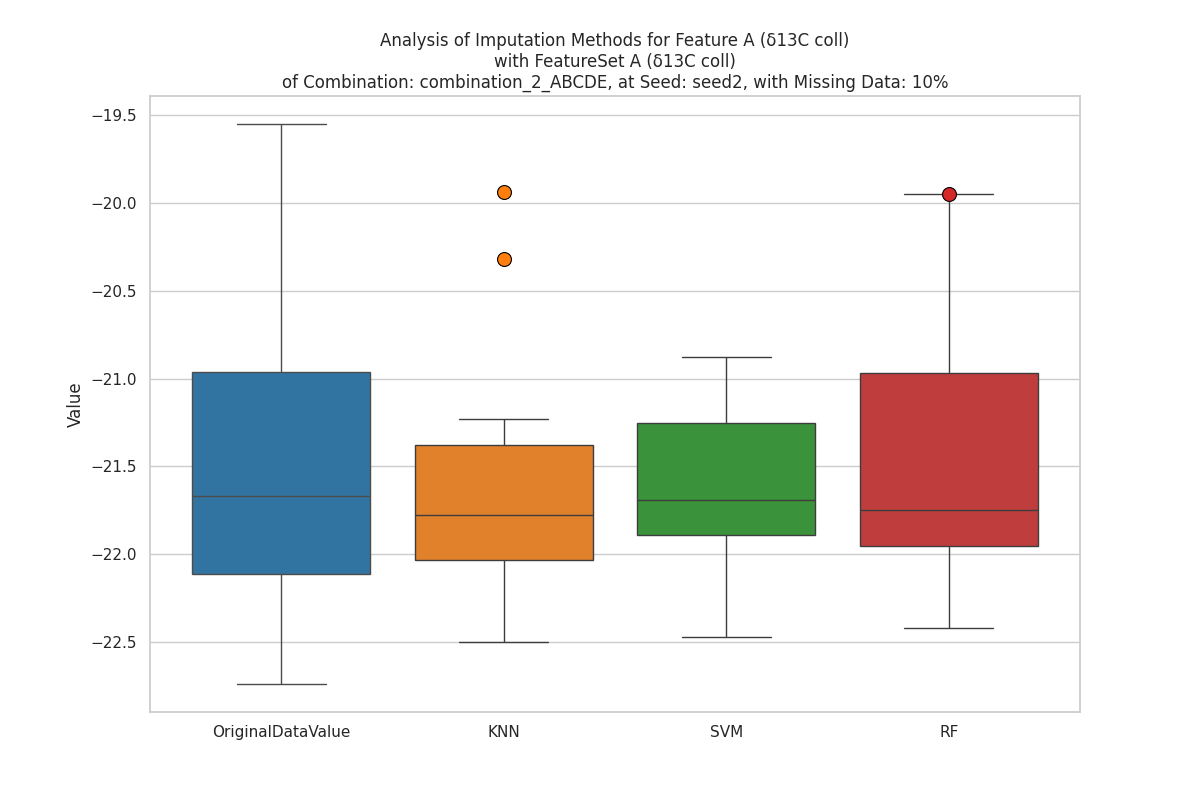 Analysis of Imputation Methods for Feature A (δ13C coll)
with FeatureSet A (δ13C coll)
of Combination: combination_2_ABCDE, at Seed: seed2, with Missing Data: 10%
−19.5
−20.0
−20.5
−21.0
−21.5
−22.0
−22.5
Value
OriginalDataValue
KNN
SVM
RF